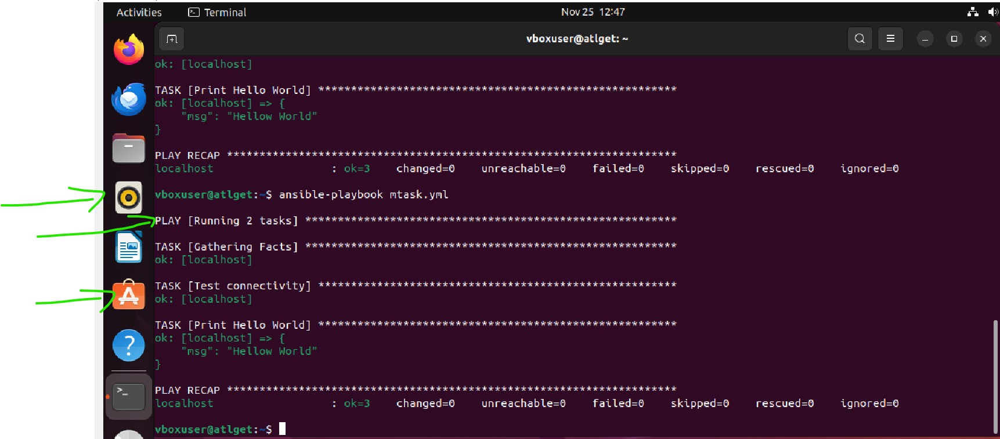 Activities Terminal Nov 25 12:47
vboxuser@atlget: ~
ok: [localhost]
TASK [Print Hello World] *******************************************************
ok: [localhost] => {
    "msg": "Hellow World"
}
PLAY RECAP *********************************************************************
localhost                  : ok=3    changed=0    unreachable=0    failed=0    skipped=0    rescued=0    ignored=0
vboxuser@atlget:~$ ansible-playbook mtask.yml
PLAY [Running 2 tasks] *********************************************************
TASK [Gathering Facts] *********************************************************
ok: [localhost]
TASK [Test connectivity] *******************************************************
ok: [localhost]
TASK [Print Hello World] *******************************************************
ok: [localhost] => {
    "msg": "Hellow World"
}
PLAY RECAP *********************************************************************
localhost                  : ok=3    changed=0    unreachable=0    failed=0    skipped=0    rescued=0    ignored=0
vboxuser@atlget:~$